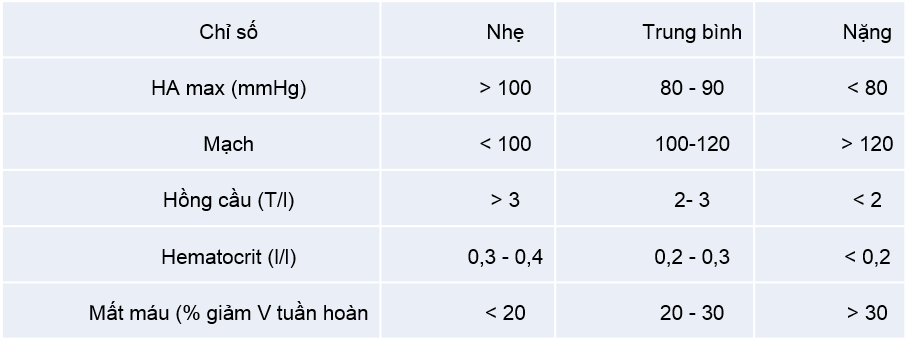 Chỉ số Nhẹ Trung bình Nặng
HA max (mmHg) > 100 80 - 90 < 80
Mạch < 100 100-120 > 120
Hồng cầu (T/l) > 3 2- 3 < 2
Hematocrit (l/l) 0,3 - 0,4 0,2 - 0,3 < 0,2
Mất máu (% giảm V tuần hoàn < 20 20 - 30 > 30